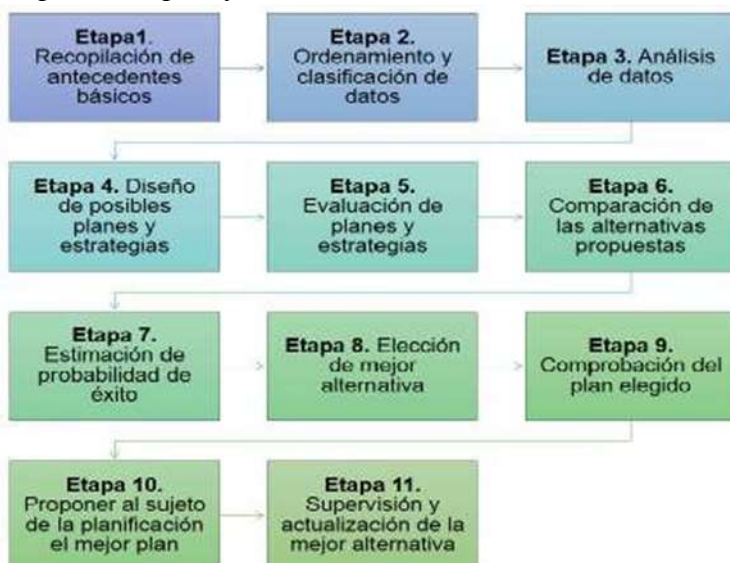 Etapa1.
Recopilación de
antecedentes
básicos
Etapa 2.
Ordenamiento y
clasificación de
datos
Etapa 3. Análisis
de datos
Etapa 4. Diseño
de posibles
planes y
estrategias
Etapa 5.
Evaluación de
planes y
estrategias
Etapa 6.
Comparación de
las alternativas
propuestas
Etapa 7.
Estimación de
probabilidad de
éxito
Etapa 8. Elección
de mejor
alternativa
Etapa 9.
Comprobación del
plan elegido
Etapa 10.
Proponer al sujeto
de la planificación
el mejor plan
Etapa 11.
Supervisión y
actualización de la
mejor alternativa